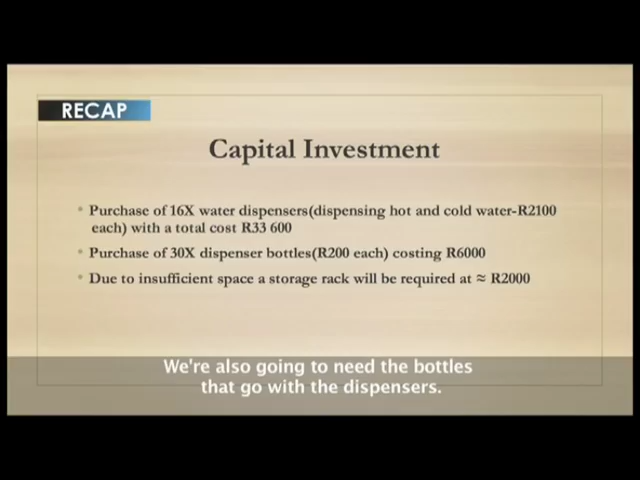 RECAP
Capital Investment
• Purchase of 16X water dispensers(dispensing hot and cold water-R2100
each) with a total cost R33 600
• Purchase of 30X dispenser bottles(R200 each) costing R6000
• Due to insufficient space a storage rack will be required at ≈ R2000
We're also going to need the bottles
that go with the dispensers.